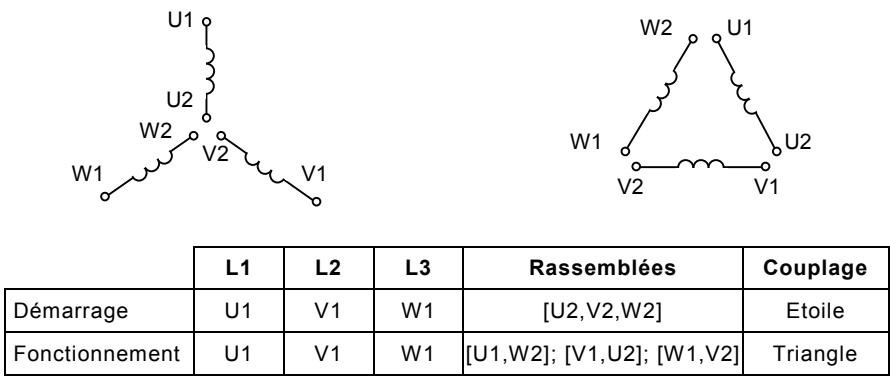 U1
U2
W2
V2
W1
V1
W2
U1
W1
U2
V2
V1
L1 L2 L3 Rassemblées Couplage
Démarrage U1 V1 W1 [U2,V2,W2] Etoile
Fonctionnement U1 V1 W1 [U1,W2]; [V1,U2]; [W1,V2] Triangle